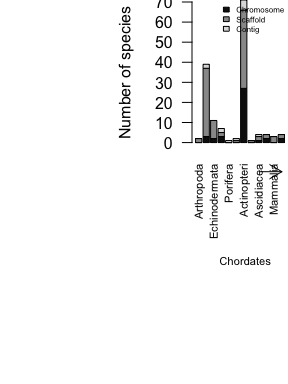 Number of species
70
60
50
40
30
20
10
0
Chromosome
Scaffold
Contig
Arthropoda
Echinodermata
Porifera
Actinopteri
Ascidiacea
Mammalia
Chordates